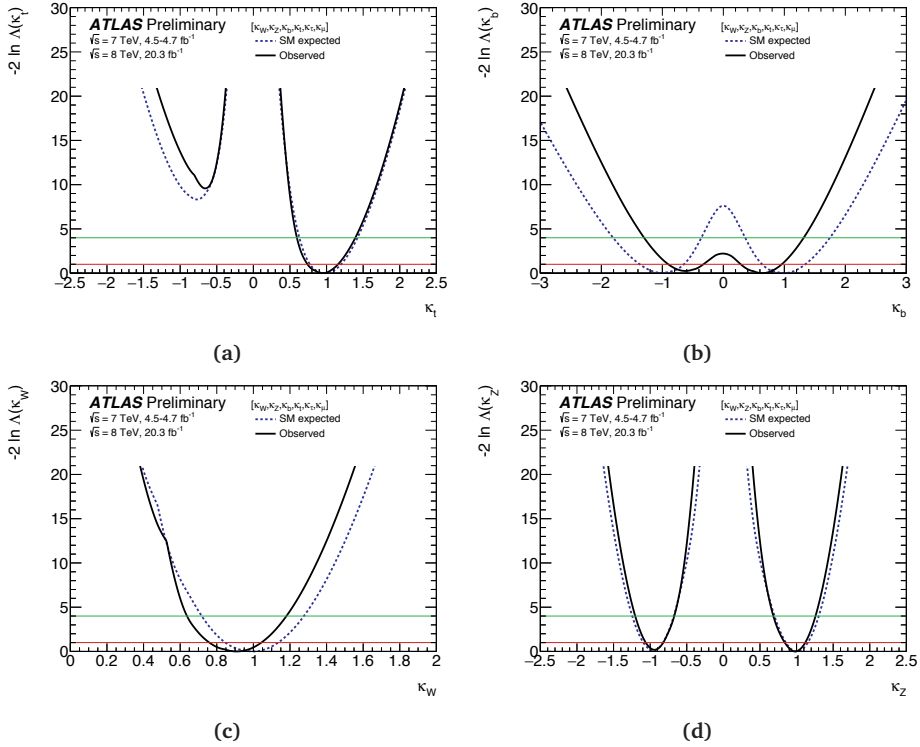 -2 ln Λ(κt)
30
25
20
15
10
5
0
ATLAS Preliminary
√s = 7 TeV, 4.5-4.7 fb-1
√s = 8 TeV, 20.3 fb-1
[κW,κZ,κb,κt,κτ,κμ]
SM expected
Observed
−2.5 −2 −1.5 −1 −0.5 0 0.5 1 1.5 2 2.5
κt
(a)
-2 ln Λ(κb)
30
25
20
15
10
5
0
ATLAS Preliminary
√s = 7 TeV, 4.5-4.7 fb-1
√s = 8 TeV, 20.3 fb-1
[κW,κZ,κb,κt,κτ,κμ]
SM expected
Observed
−3 −2 −1 0 1 2 3
κb
(b)
-2 ln Λ(κW)
30
25
20
15
10
5
0
ATLAS Preliminary
√s = 7 TeV, 4.5-4.7 fb-1
√s = 8 TeV, 20.3 fb-1
[κW,κZ,κb,κt,κτ,κμ]
SM expected
Observed
0 0.2 0.4 0.6 0.8 1 1.2 1.4 1.6 1.8 2
κW
(c)
-2 ln Λ(κZ)
30
25
20
15
10
5
0
ATLAS Preliminary
√s = 7 TeV, 4.5-4.7 fb-1
√s = 8 TeV, 20.3 fb-1
[κW,κZ,κb,κt,κτ,κμ]
SM expected
Observed
−2.5 −2 −1.5 −1 −0.5 0 0.5 1 1.5 2 2.5
κZ
(d)